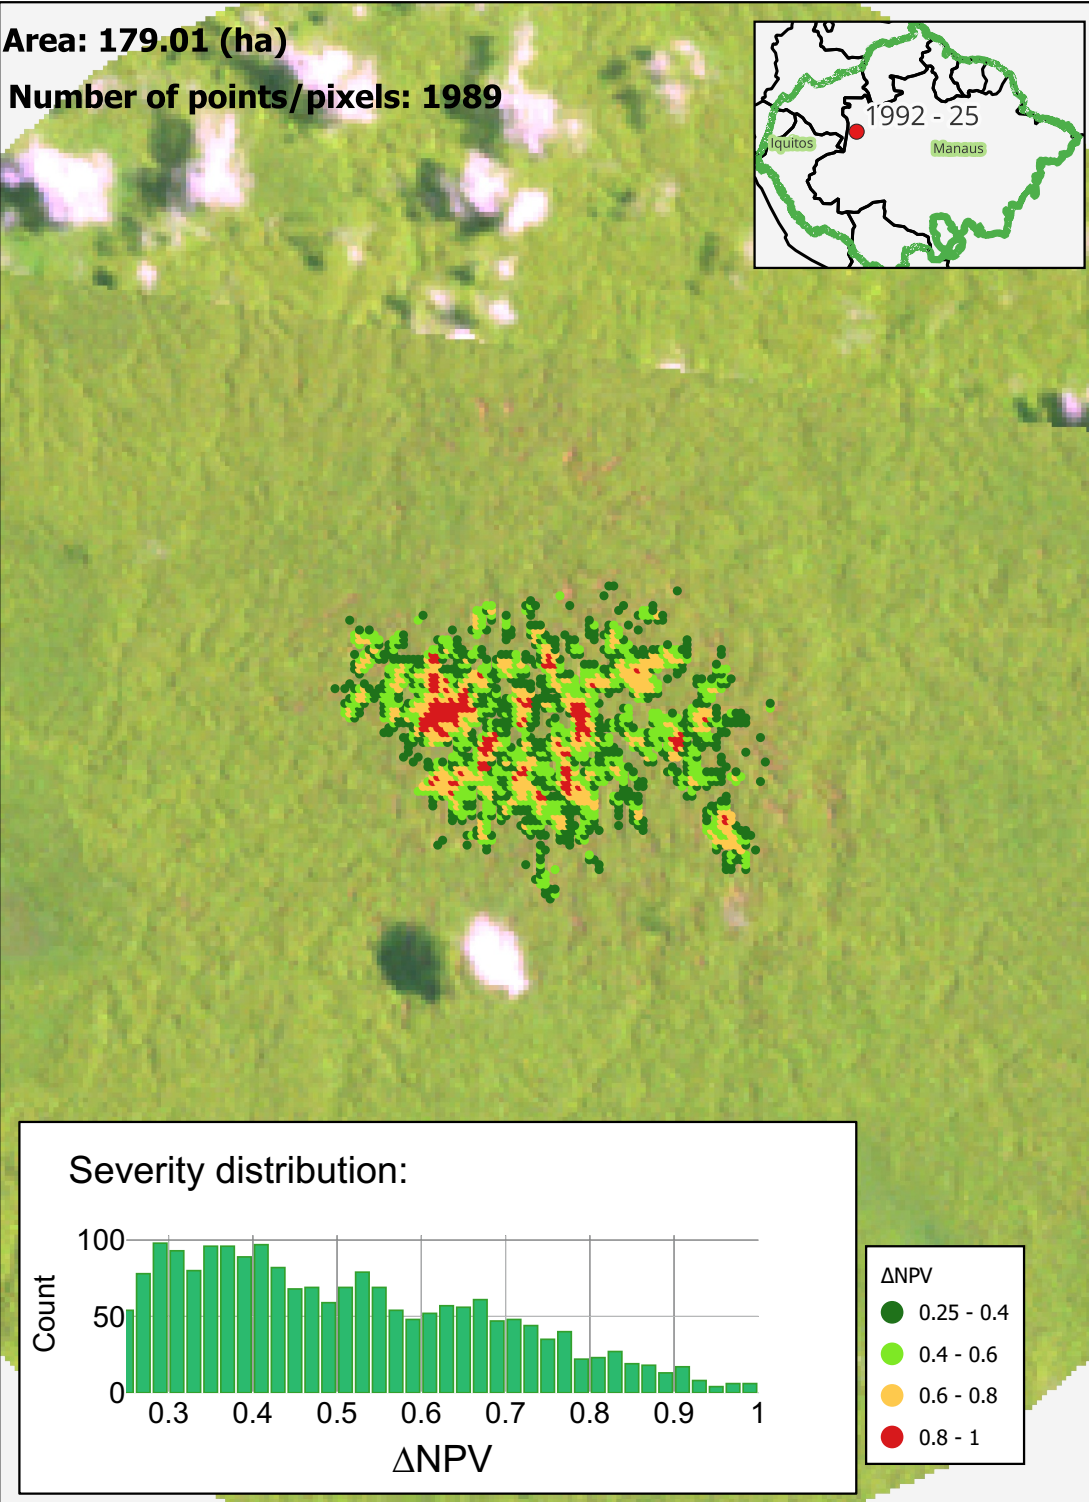 Area: 179.01 (ha)
Number of points/pixels: 1989
1992 - 25
Iquitos
Manaus
Severity distribution:
100
50
0
Count
0.3 0.4 0.5 0.6 0.7 0.8 0.9 1
ΔNPV
ΔNPV
0.25 - 0.4
0.4 - 0.6
0.6 - 0.8
0.8 - 1